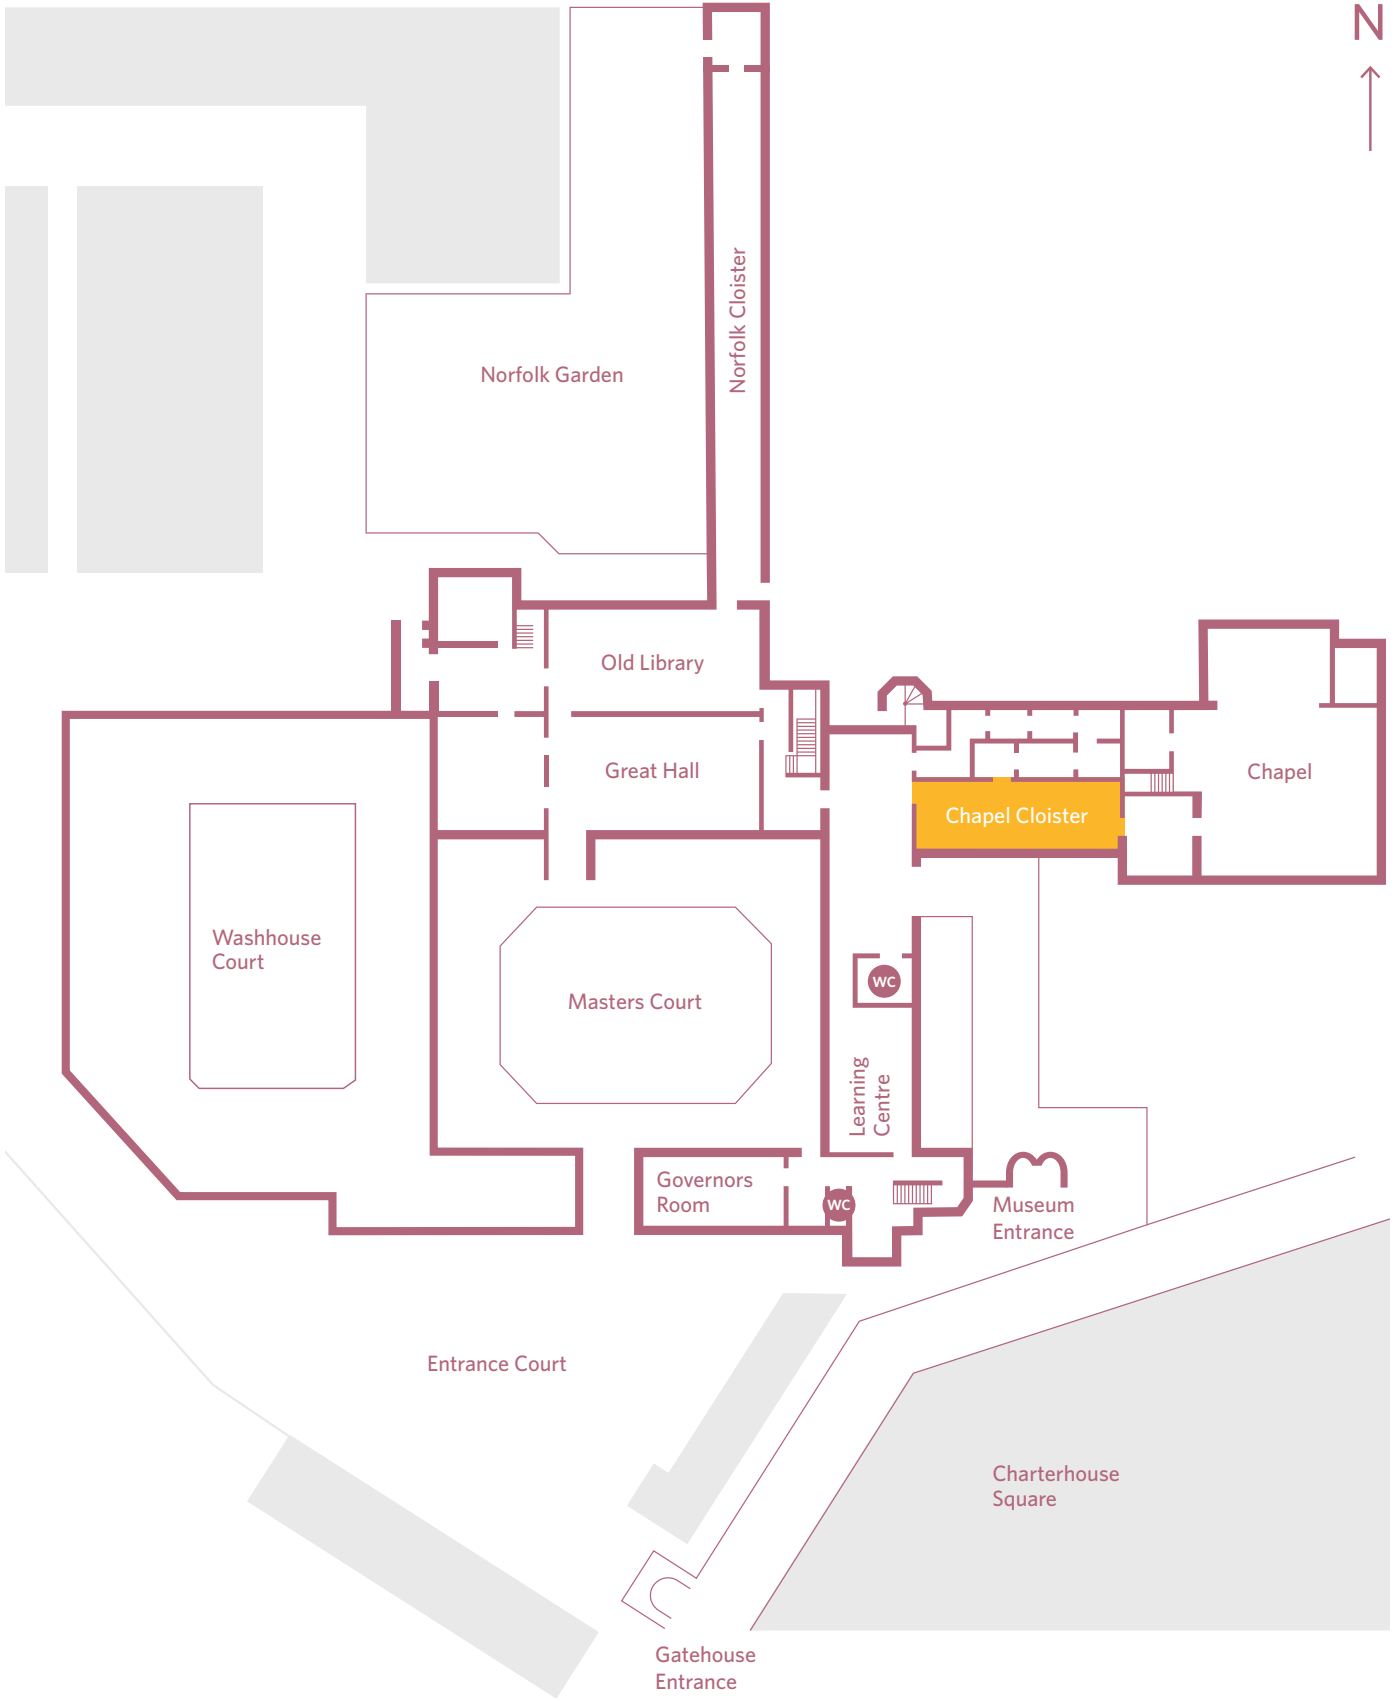 N
Norfolk Cloister
Norfolk Garden
Old Library
Great Hall
Chapel
Chapel Cloister
Washhouse
Court
Masters Court
WC
Learning
Centre
Governors
Room
WC
Museum
Entrance
Entrance Court
Charterhouse
Square
Gatehouse
Entrance